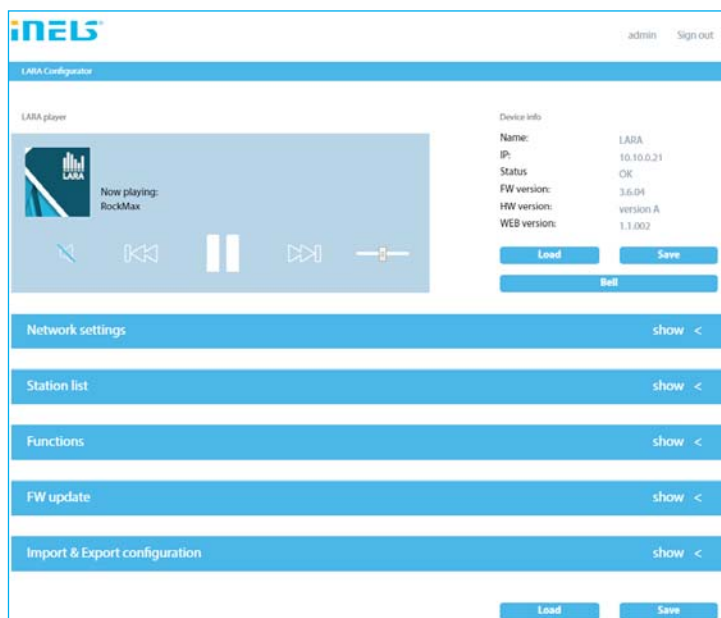 iNELS
admin Sign out
LARA Configurator
LARA player
LARA
Now playing:
RockMax
Device info
Name: LARA
IP: 10.10.0.21
Status OK
FW version: 3.6.04
HW version: version A
WEB version: 1.1.002
Load Save
Bell
Network settings show <
Station list show <
Functions show <
FW update show <
Import & Export configuration show <
Load Save